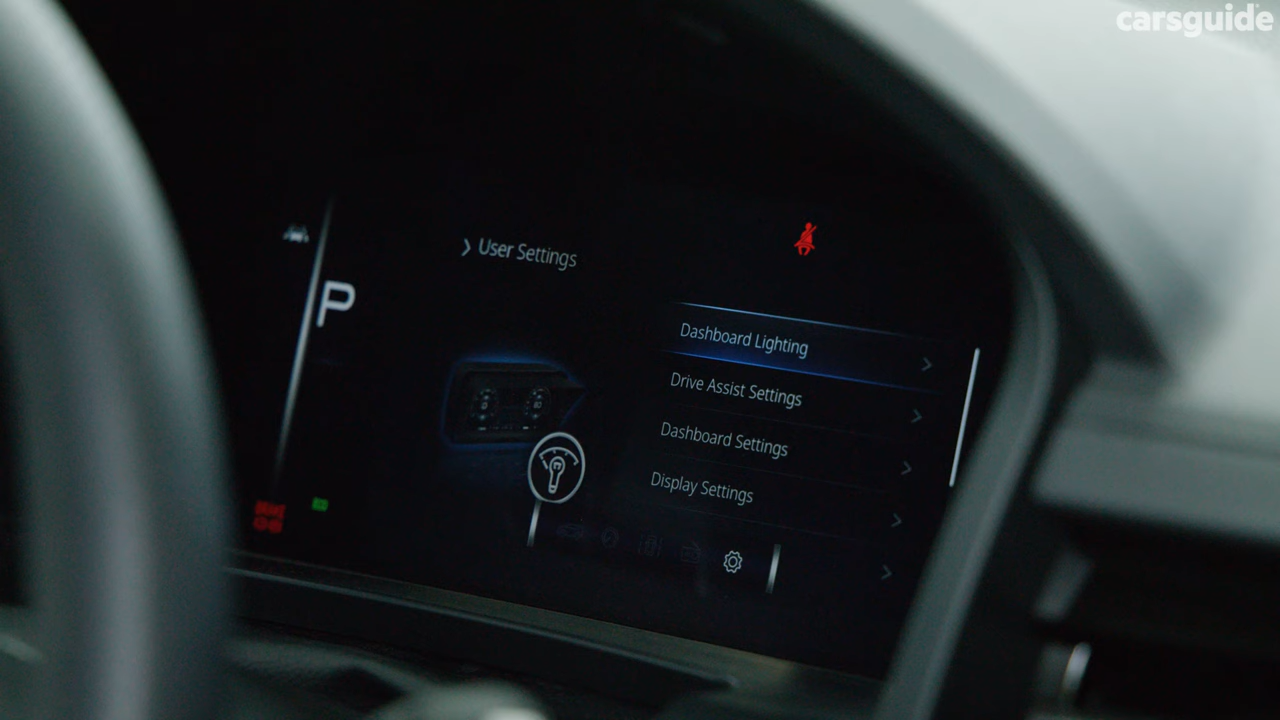 carsguide
User Settings
P
Dashboard Lighting
Drive Assist Settings
Dashboard Settings
Display Settings